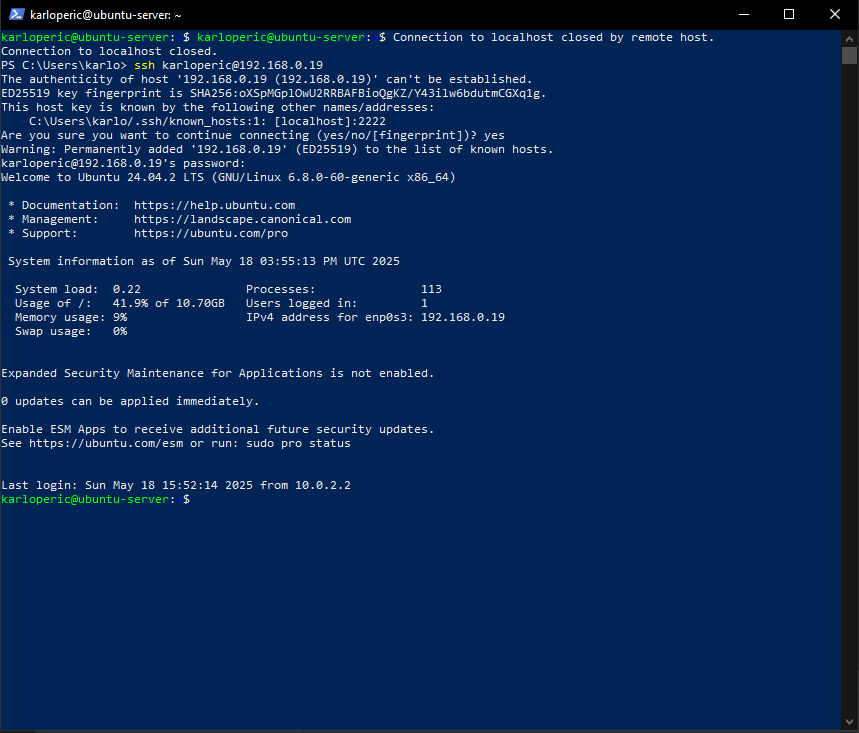 karloperic@ubuntu-server: ~
karloperic@ubuntu-server:~$ karloperic@ubuntu-server:~$ Connection to localhost closed by remote host.
Connection to localhost closed.
PS C:\Users\karlo> ssh karloperic@192.168.0.19
The authenticity of host '192.168.0.19 (192.168.0.19)' can't be established.
ED25519 key fingerprint is SHA256:oXSpMGplOwU2RRBAFBioQgKZ/Y43ilw6bdutmCGXq1g.
This host key is known by the following other names/addresses:
    C:\Users\karlo/.ssh/known_hosts:1: [localhost]:2222
Are you sure you want to continue connecting (yes/no/[fingerprint])? yes
Warning: Permanently added '192.168.0.19' (ED25519) to the list of known hosts.
karloperic@192.168.0.19's password:
Welcome to Ubuntu 24.04.2 LTS (GNU/Linux 6.8.0-60-generic x86_64)
 * Documentation:  https://help.ubuntu.com
 * Management:     https://landscape.canonical.com
 * Support:        https://ubuntu.com/pro
 System information as of Sun May 18 03:55:13 PM UTC 2025
  System load:  0.22               Processes:               113
  Usage of /:   41.9% of 10.70GB   Users logged in:         1
  Memory usage: 9%                 IPv4 address for enp0s3: 192.168.0.19
  Swap usage:   0%
Expanded Security Maintenance for Applications is not enabled.
0 updates can be applied immediately.
Enable ESM Apps to receive additional future security updates.
See https://ubuntu.com/esm or run: sudo pro status
Last login: Sun May 18 15:52:14 2025 from 10.0.2.2
karloperic@ubuntu-server:~$